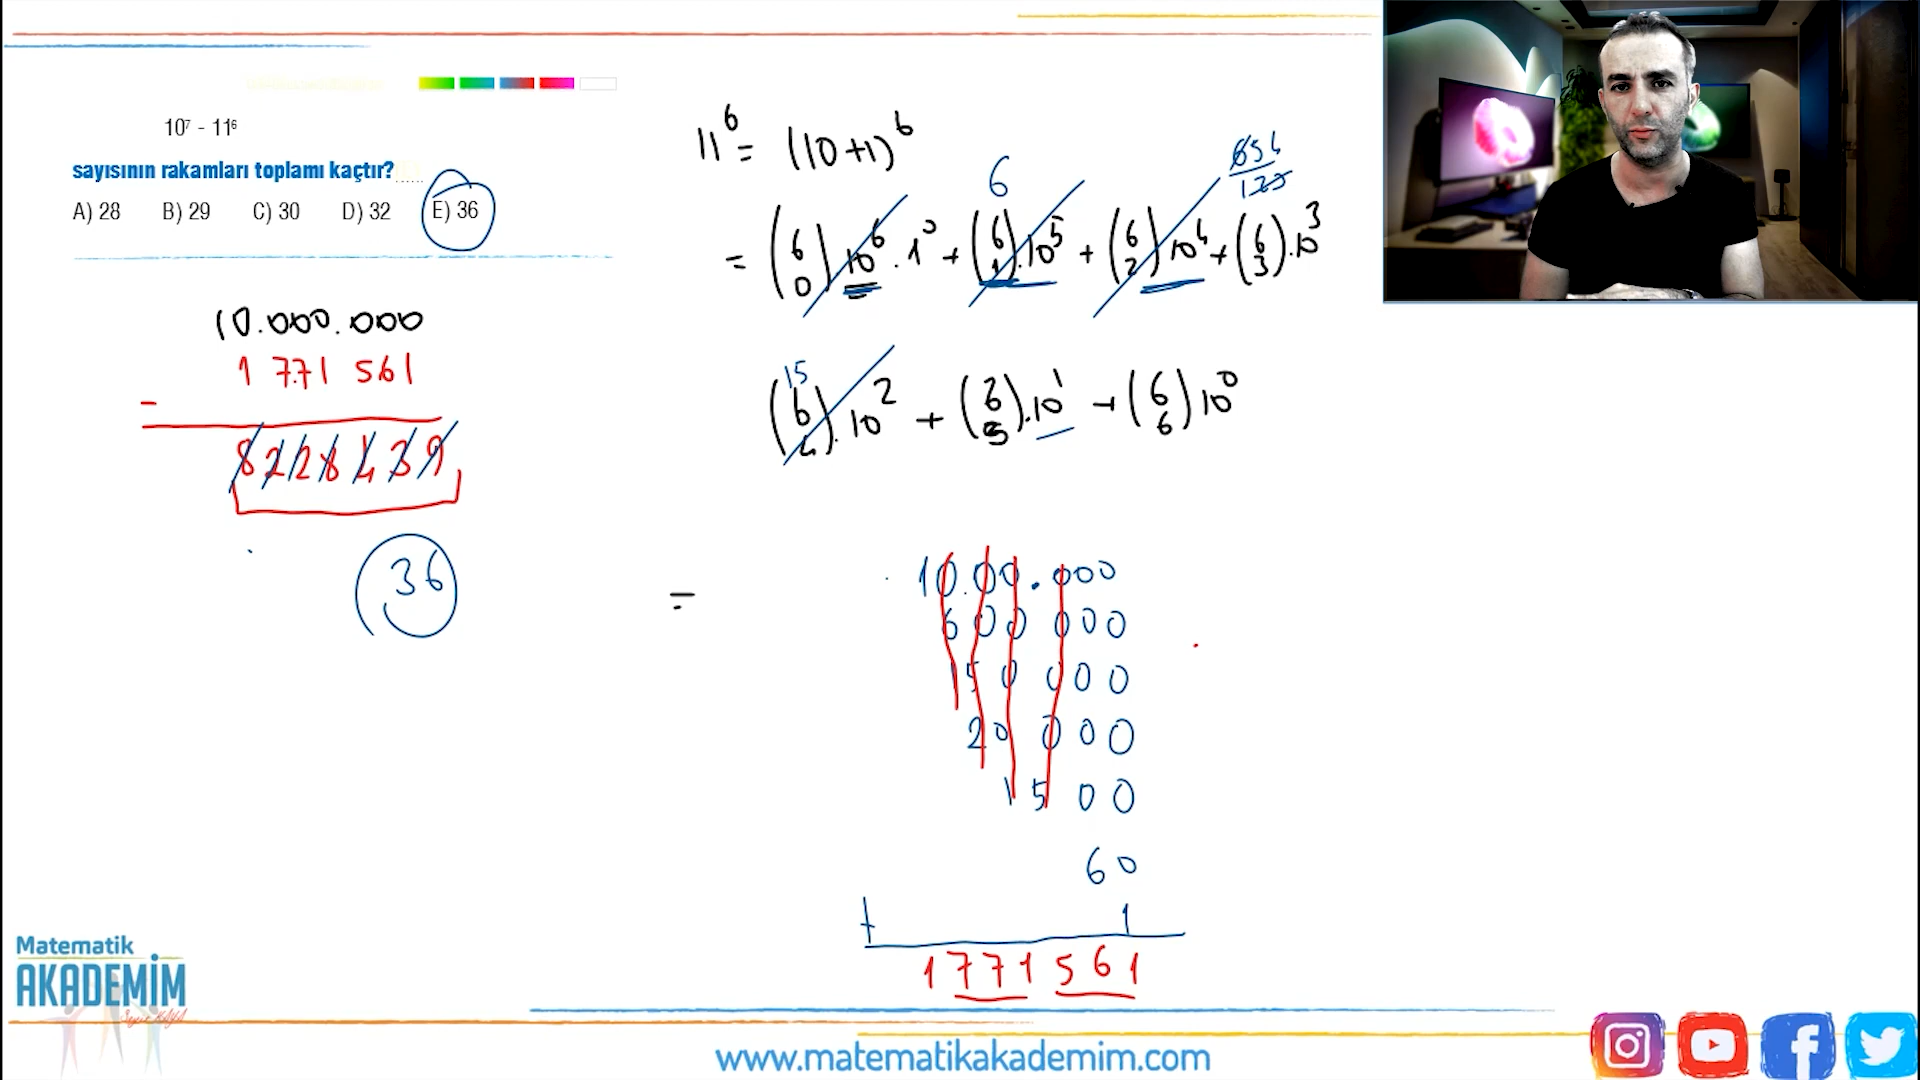 10⁷ - 11⁶
sayısının rakamları toplamı kaçtır?
A) 28 B) 29 C) 30 D) 32 E) 36
10.000.000
1 771 561
-
8228439
36
11⁶ = (10+1)⁶
6
654
123
= (6 0) 10⁶ . 1⁰ + (6 1).10⁵ + (6 2) 10⁴ + (6 3).10³
15
(6 4).10² + (6 5).10¹ + (6 6) 10⁰
=
10.00.000
600 000
150 000
20 000
1500
60
+ 1
1771561
Matematik
AKADEMİM
www.matematikakademim.com